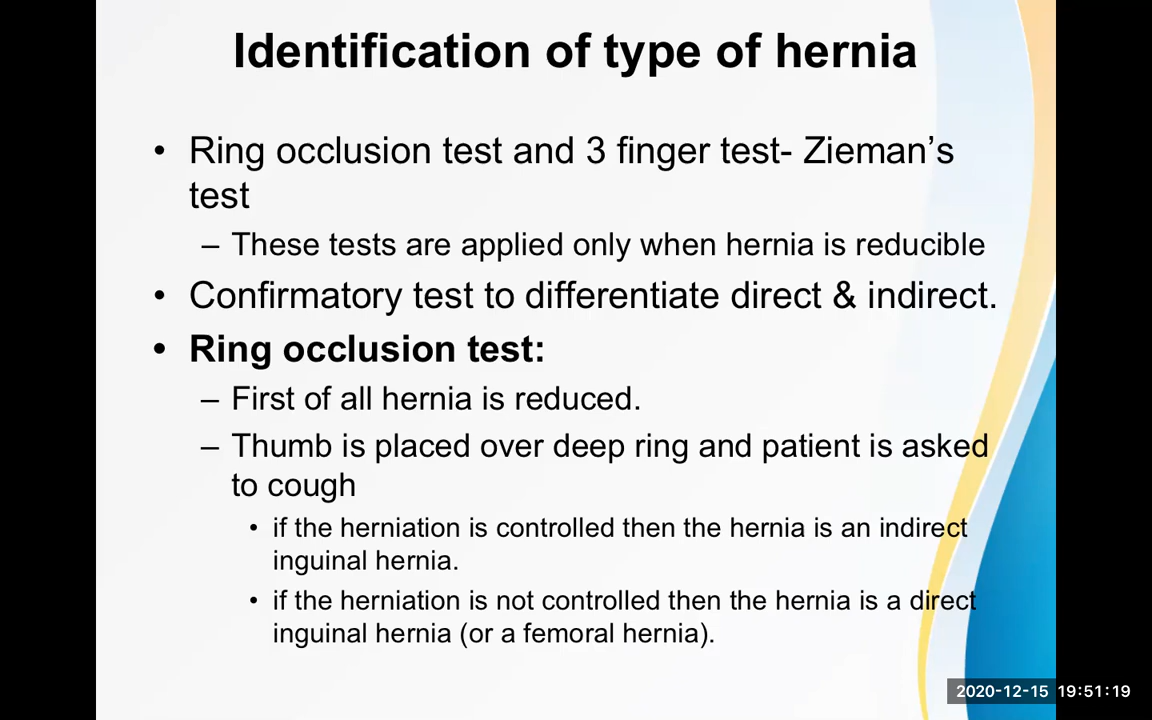 Identification of type of hernia
• Ring occlusion test and 3 finger test- Zieman’s
test
– These tests are applied only when hernia is reducible
• Confirmatory test to differentiate direct & indirect.
• Ring occlusion test:
– First of all hernia is reduced.
– Thumb is placed over deep ring and patient is asked
to cough
• if the herniation is controlled then the hernia is an indirect
inguinal hernia.
• if the herniation is not controlled then the hernia is a direct
inguinal hernia (or a femoral hernia).
2020-12-15 19:51:19